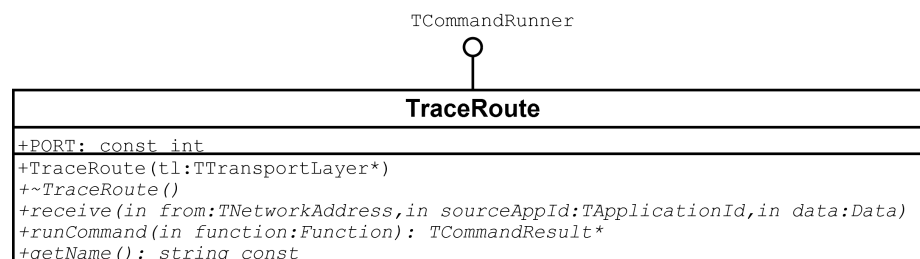 TCommandRunner
TraceRoute
+PORT: const int
+TraceRoute(tl:TTransportLayer*)
+~TraceRoute()
+receive(in from:TNetworkAddress,in sourceAppId:TApplicationId,in data:Data)
+runCommand(in function:Function): TCommandResult*
+getName(): string const